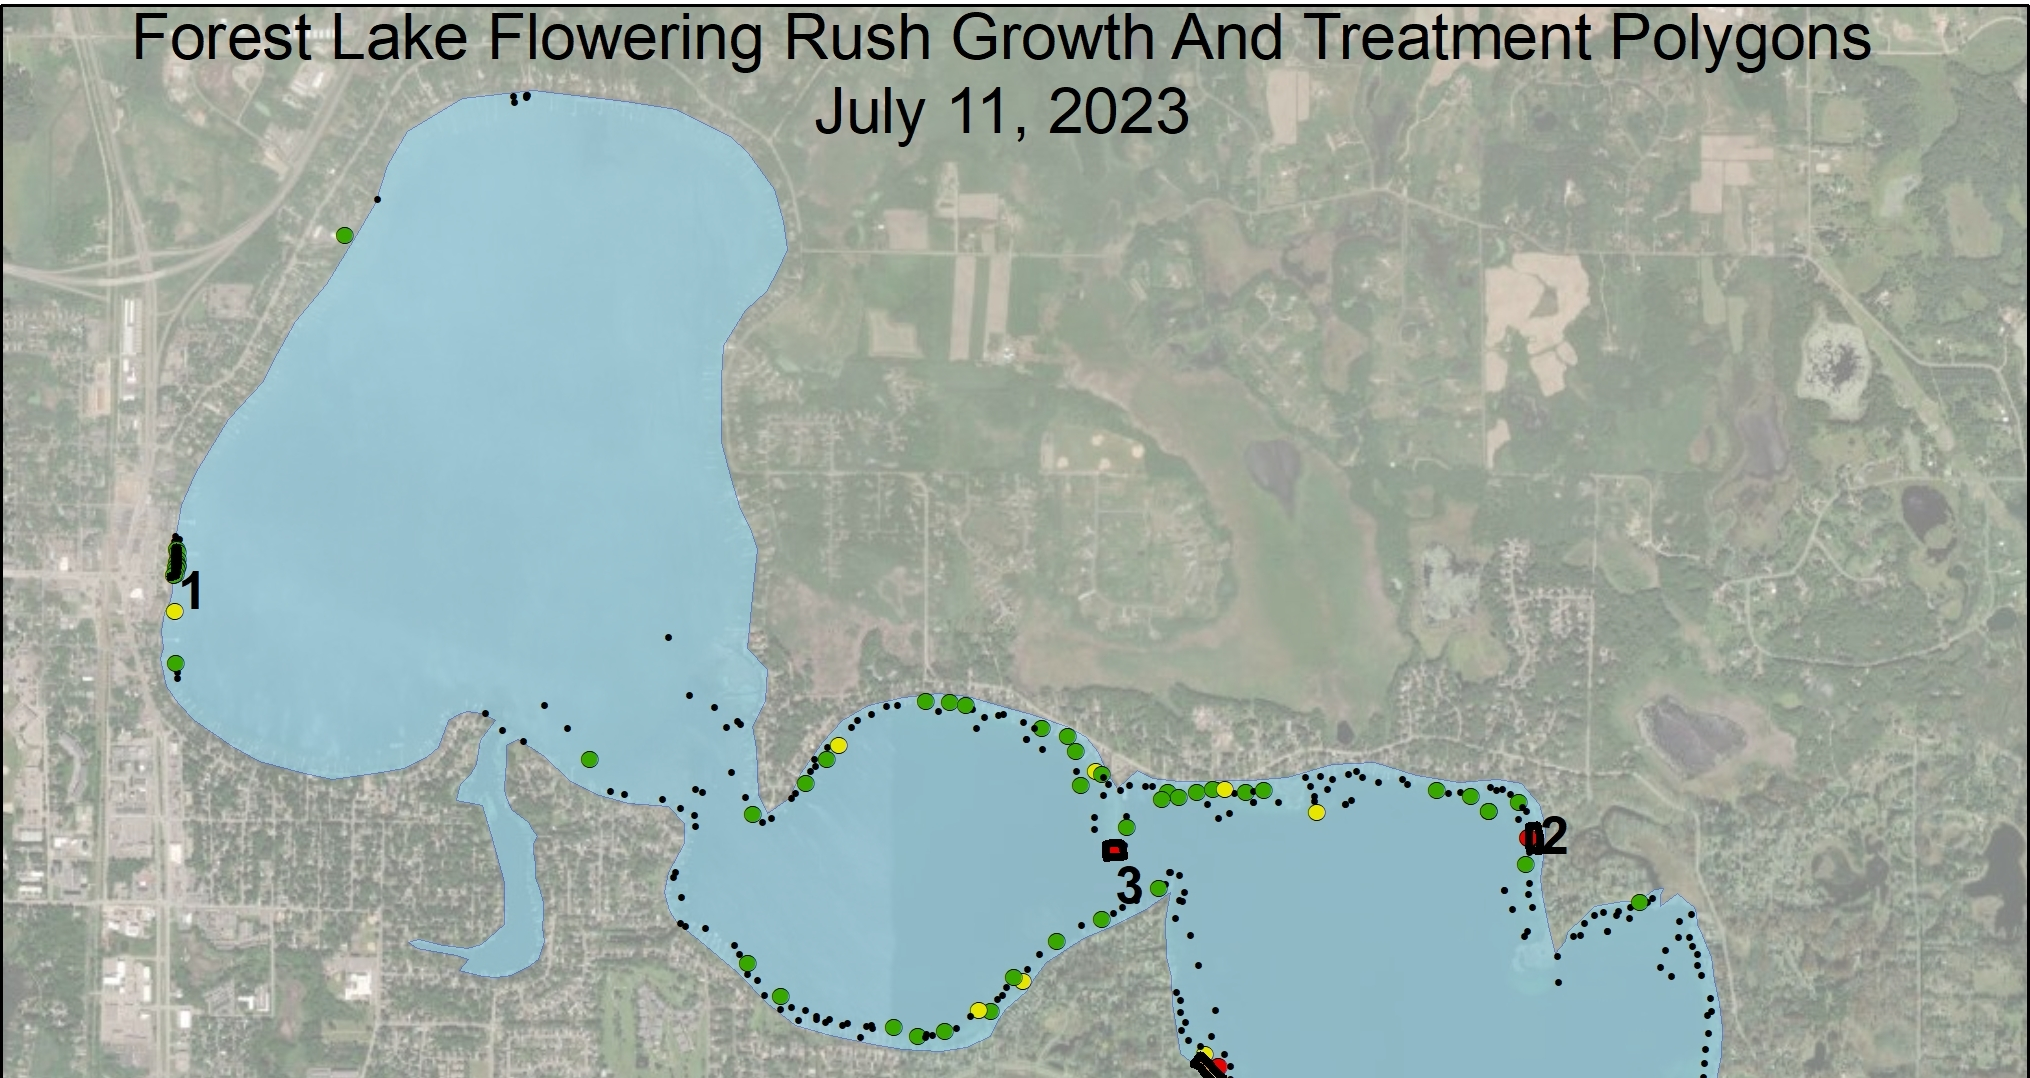 Forest Lake Flowering Rush Growth And Treatment Polygons
July 11, 2023
1
2
3